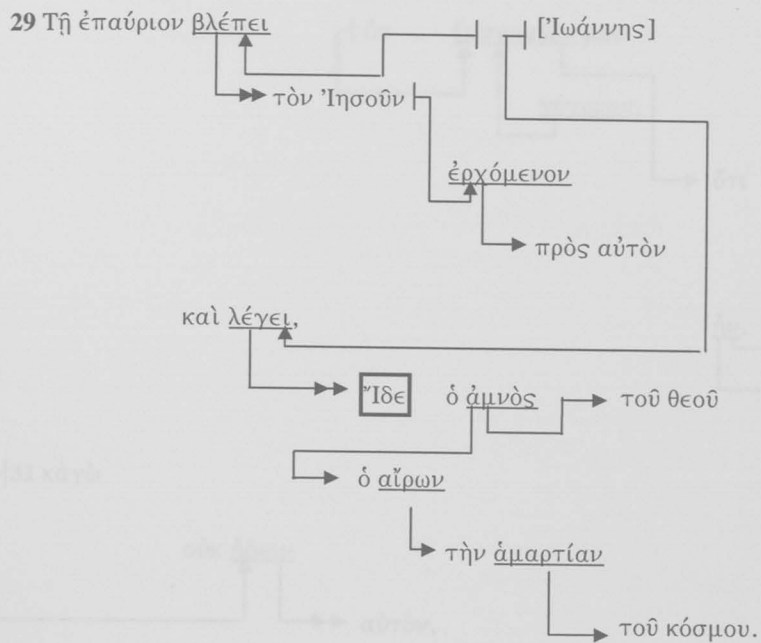 29 Τῇ ἐπαύριον βλέπει [Ἰωάννης]
τὸν Ἰησοῦν
ἐρχόμενον
πρὸς αὐτὸν
καὶ λέγει,
Ἴδε ὁ ἀμνὸς τοῦ θεοῦ
ὁ αἴρων
τὴν ἁμαρτίαν
τοῦ κόσμου.